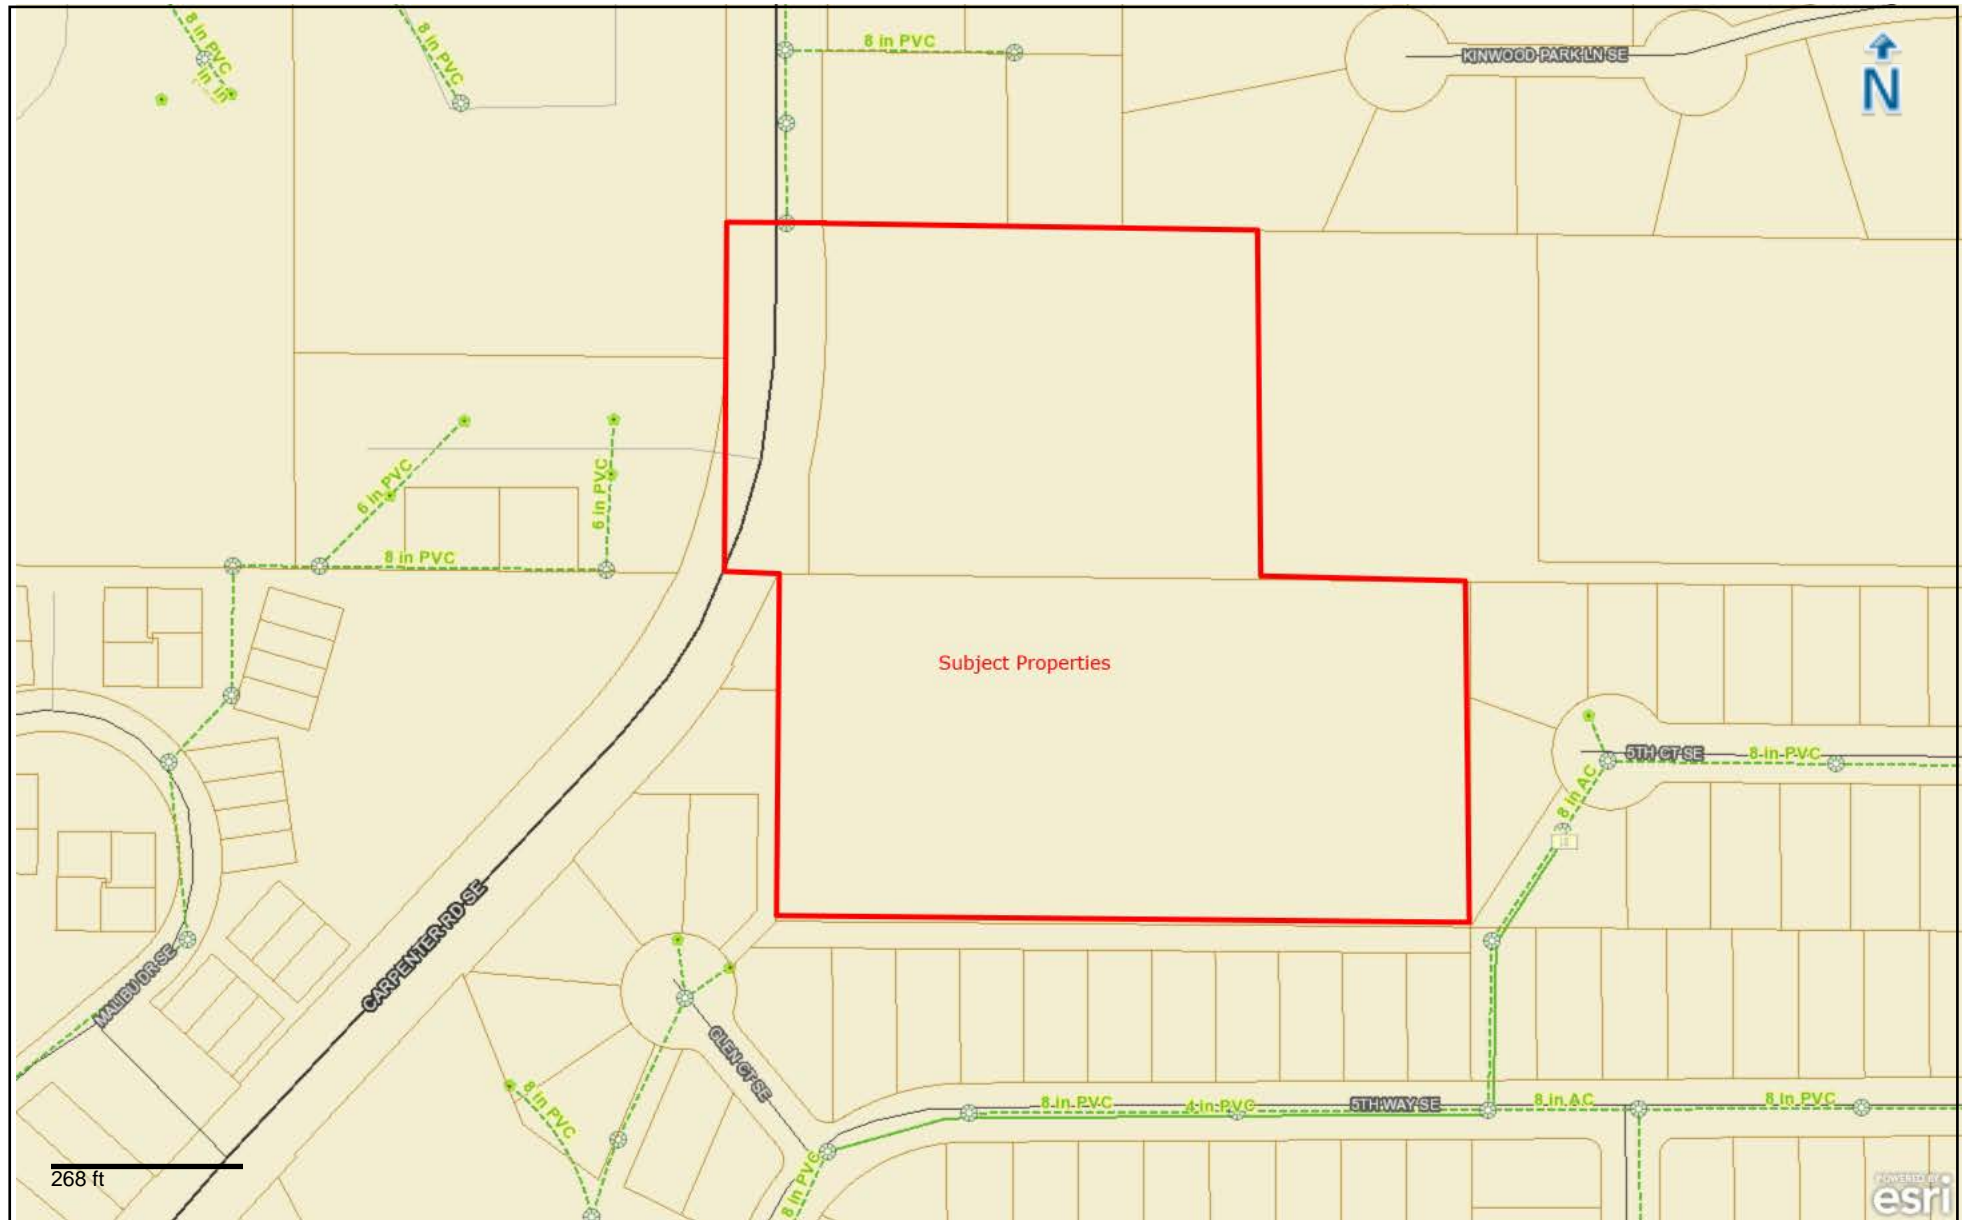 8 in PVC
8 in PVC
8 in PVC
KINWOOD PARK LN SE
N
6 in PVC
6 in PVC
8 in PVC
Subject Properties
5TH CT SE
8 in PVC
8 in AC
CARPENTER RD SE
MALIBU DR SE
GLEN CT SE
8 in PVC
8 in PVC
4 in PVC
5TH WAY SE
8 in AC
8 in PVC
8 in PVC
268 ft
POWERED BY
esri